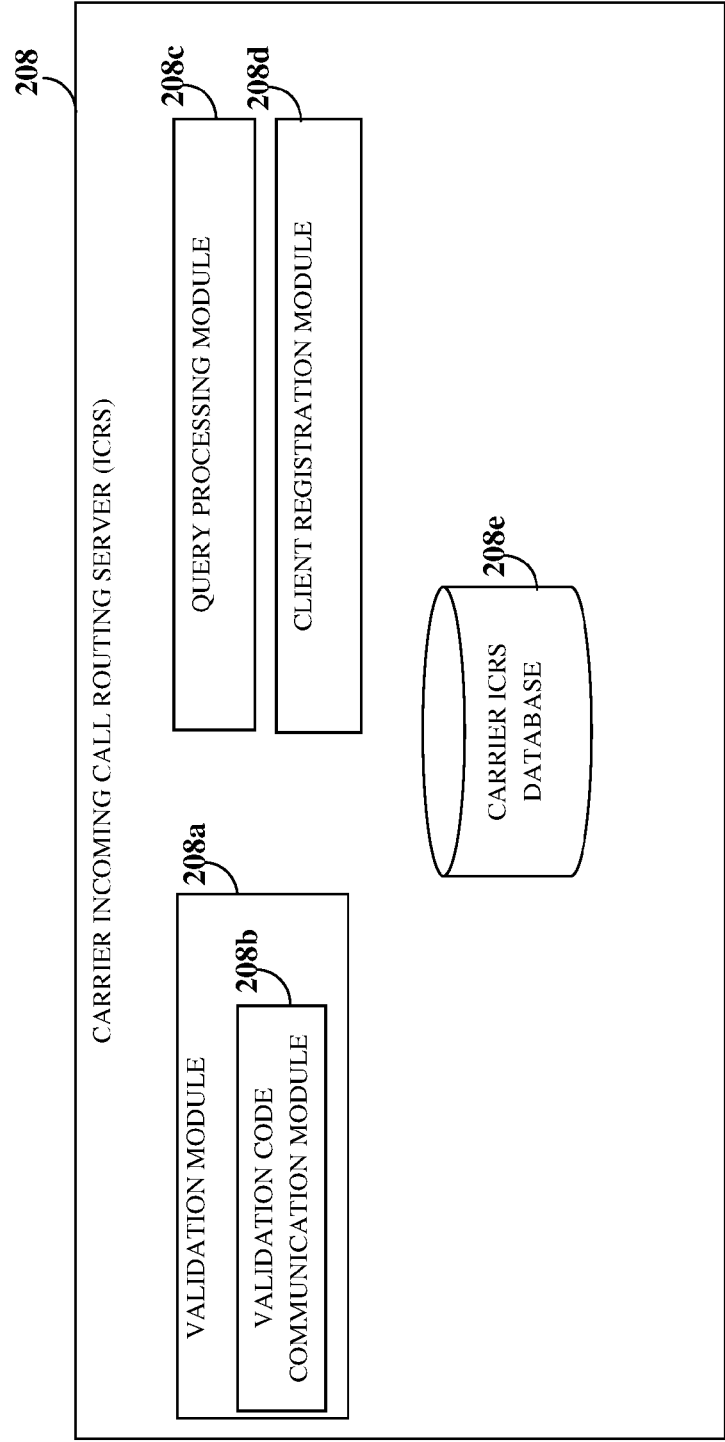 208
CARRIER INCOMING CALL ROUTING SERVER (ICRS)
208a
VALIDATION MODULE
208b
VALIDATION CODE
COMMUNICATION MODULE
208c
QUERY PROCESSING MODULE
208d
CLIENT REGISTRATION MODULE
208e
CARRIER ICRS
DATABASE